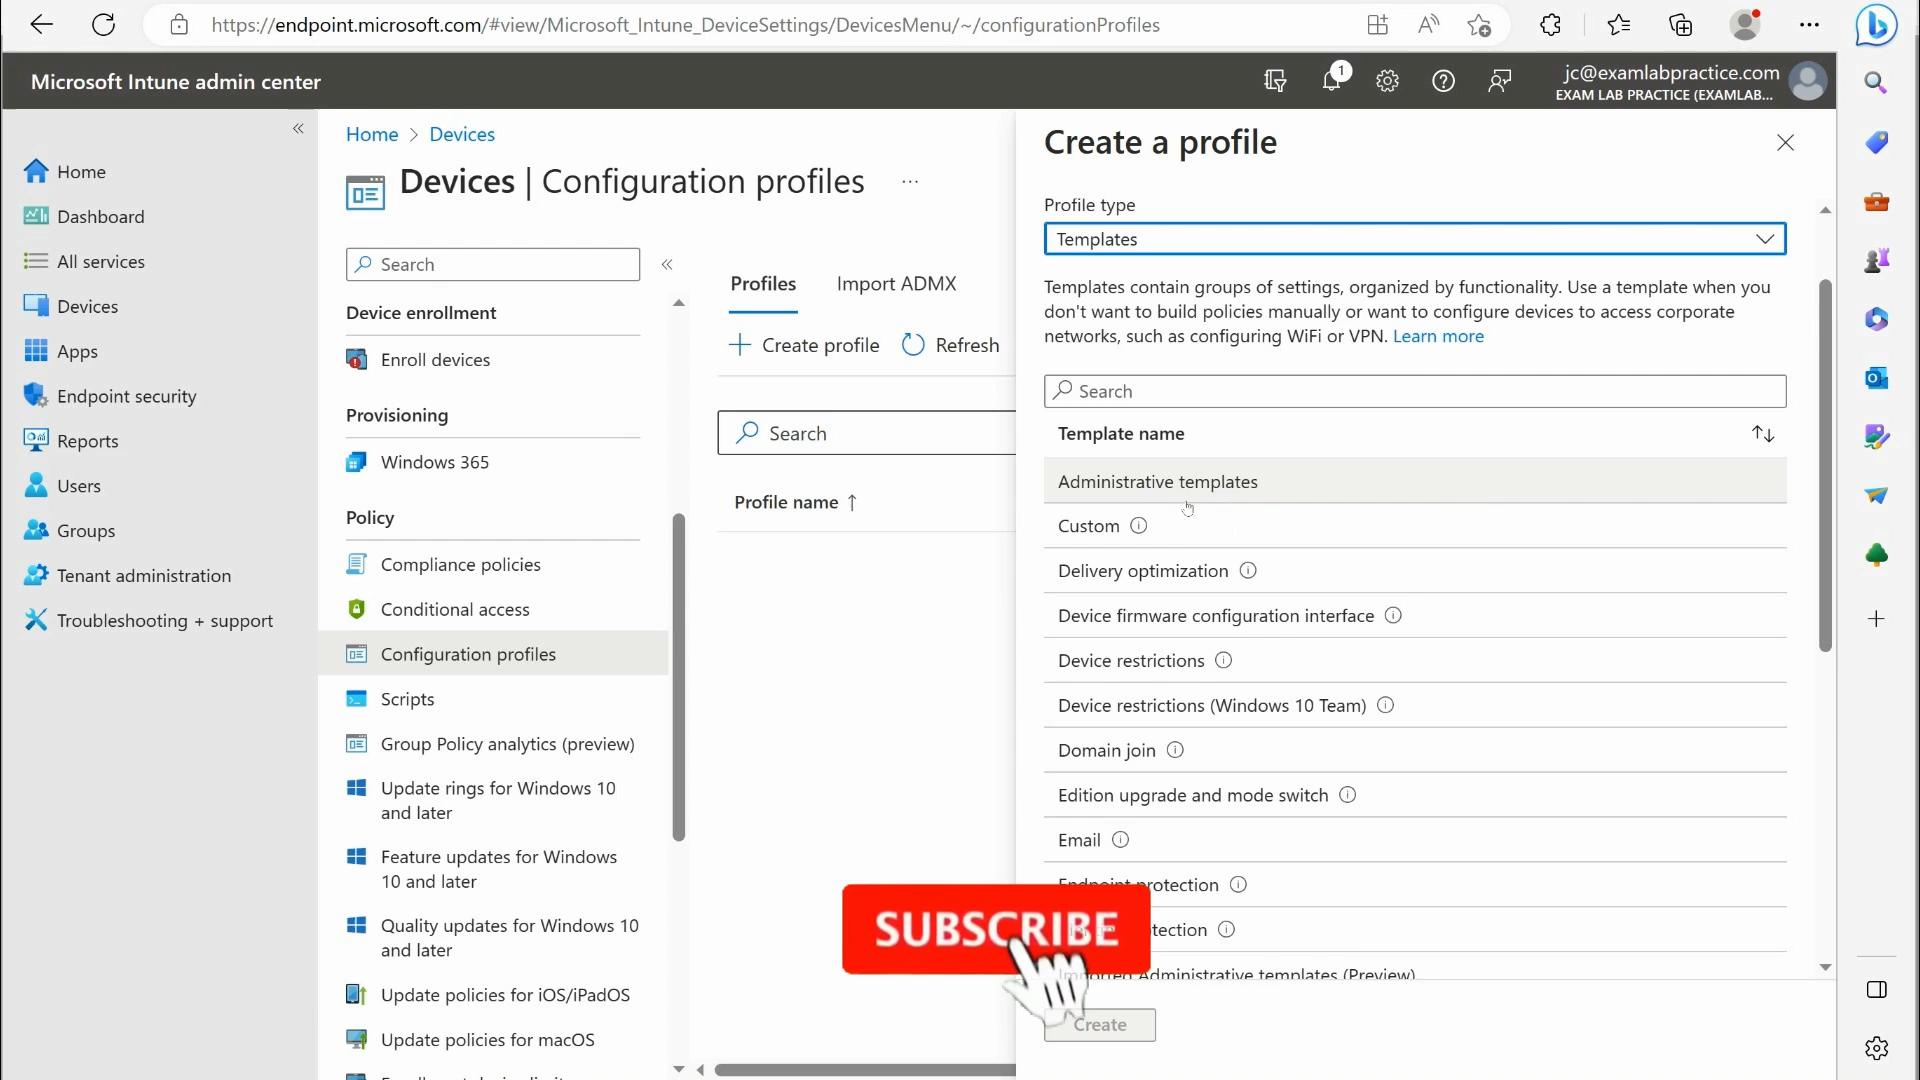 https://endpoint.microsoft.com/#view/Microsoft_Intune_DeviceSettings/DevicesMenu/~/configurationProfiles
Microsoft Intune admin center
1
jc@examlabpractice.com
EXAM LAB PRACTICE (EXAMLAB...
Home
Dashboard
All services
Devices
Apps
Endpoint security
Reports
Users
Groups
Tenant administration
Troubleshooting + support
Home > Devices
Devices | Configuration profiles
...
Search
Device enrollment
Enroll devices
Provisioning
Windows 365
Policy
Compliance policies
Conditional access
Configuration profiles
Scripts
Group Policy analytics (preview)
Update rings for Windows 10
and later
Feature updates for Windows
10 and later
Quality updates for Windows 10
and later
Update policies for iOS/iPadOS
Update policies for macOS
Profiles
Import ADMX
Create profile
Refresh
Search
Profile name
Create a profile
Profile type
Templates
Templates contain groups of settings, organized by functionality. Use a template when you
don't want to build policies manually or want to configure devices to access corporate
networks, such as configuring WiFi or VPN. Learn more
Search
Template name
Administrative templates
Custom
Delivery optimization
Device firmware configuration interface
Device restrictions
Device restrictions (Windows 10 Team)
Domain join
Edition upgrade and mode switch
Email
Endpoint protection
Imported Administrative templates (Preview)
SUBSCRIBE
Create